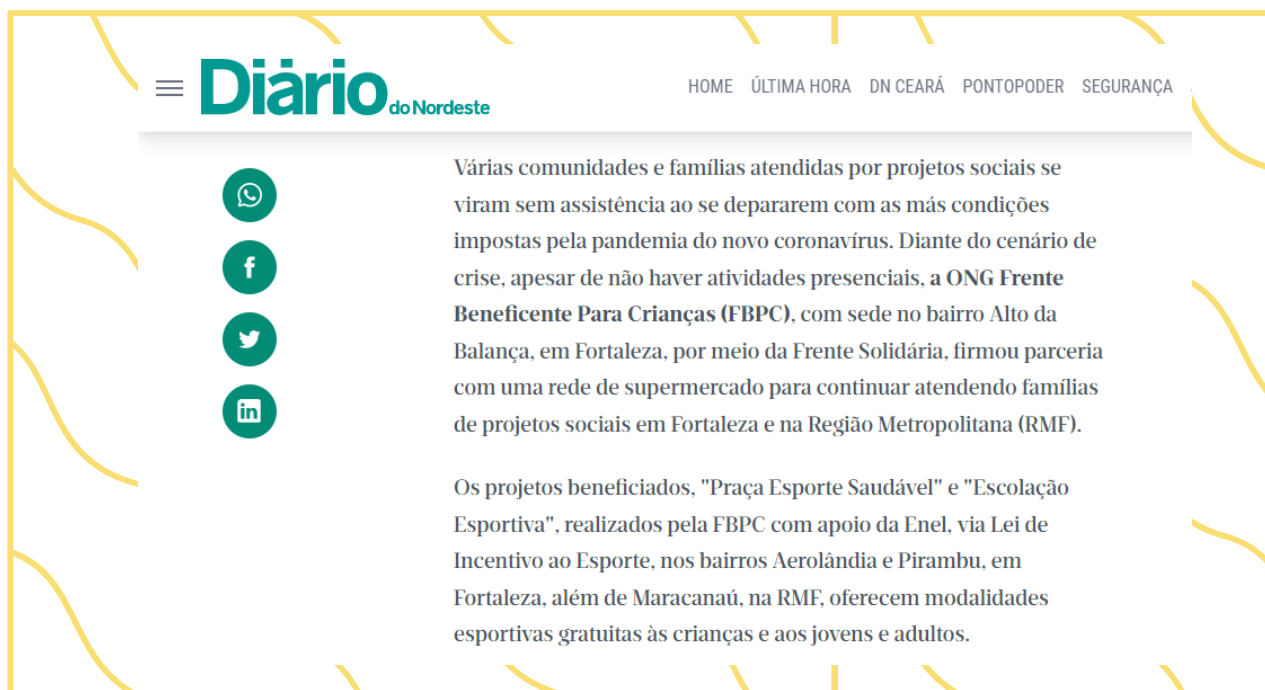 Diário do Nordeste
HOME ÚLTIMA HORA DN CEARÁ PONTOPODER SEGURANÇA
Várias comunidades e famílias atendidas por projetos sociais se
viram sem assistência ao se depararem com as más condições
impostas pela pandemia do novo coronavírus. Diante do cenário de
crise, apesar de não haver atividades presenciais, a ONG Frente
Beneficente Para Crianças (FBPC), com sede no bairro Alto da
Balança, em Fortaleza, por meio da Frente Solidária, firmou parceria
com uma rede de supermercado para continuar atendendo famílias
de projetos sociais em Fortaleza e na Região Metropolitana (RMF).
Os projetos beneficiados, "Praça Esporte Saudável" e "Escolação
Esportiva", realizados pela FBPC com apoio da Enel, via Lei de
Incentivo ao Esporte, nos bairros Aerolândia e Pirambu, em
Fortaleza, além de Maracanaú, na RMF, oferecem modalidades
esportivas gratuitas às crianças e aos jovens e adultos.